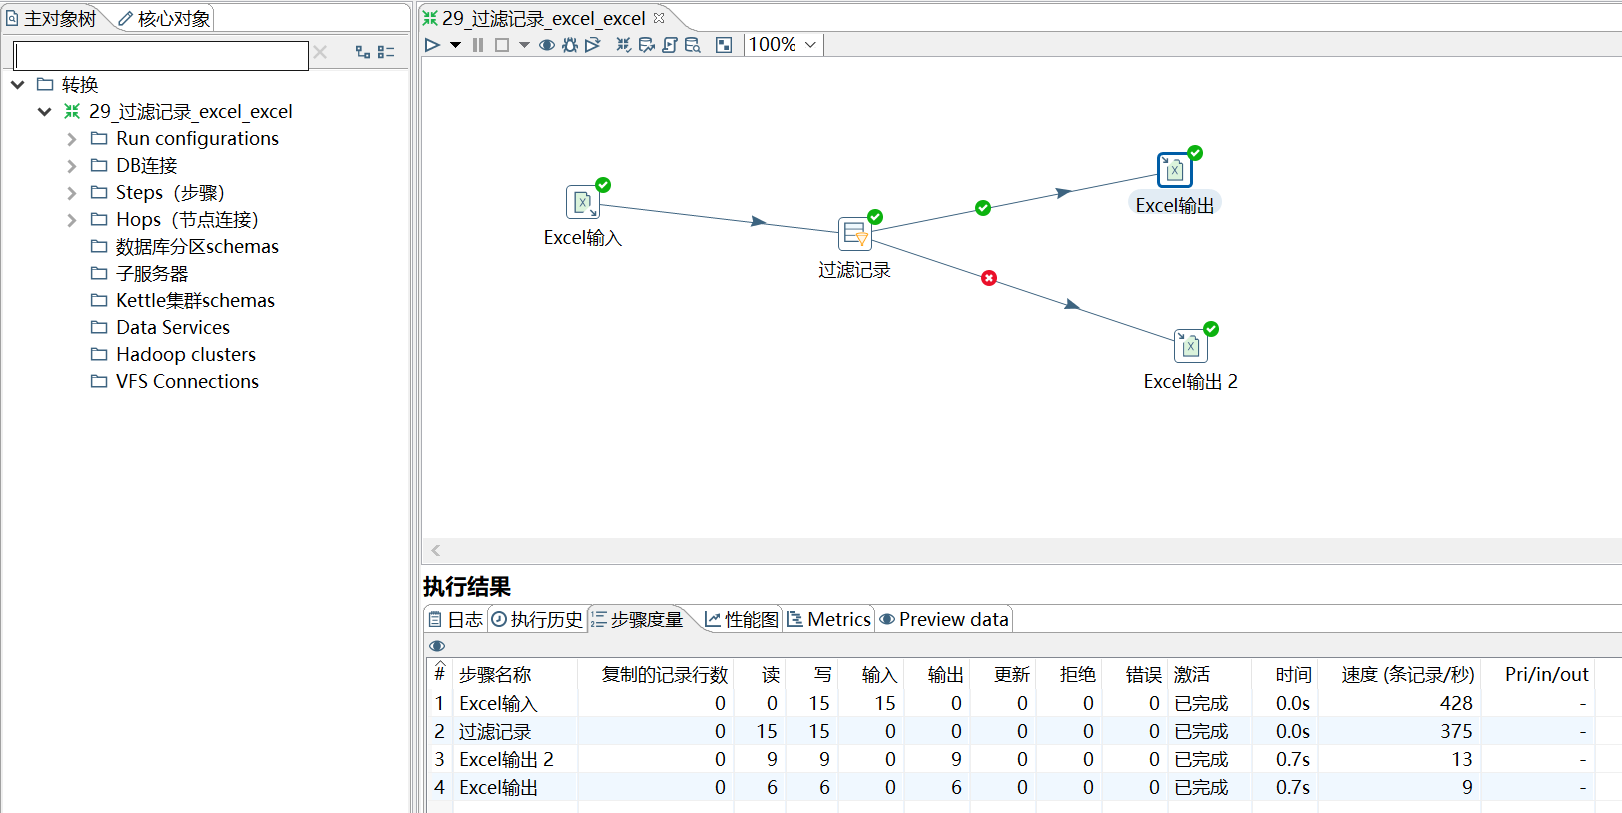 主对象树
核心对象
转换
29_过滤记录_excel_excel
Run configurations
DB连接
Steps（步骤）
Hops（节点连接）
数据库分区schemas
子服务器
Kettle集群schemas
Data Services
Hadoop clusters
VFS Connections
29_过滤记录_excel_excel
100%
Excel输入
过滤记录
Excel输出
Excel输出 2
执行结果
日志 执行历史 步骤度量 性能图 Metrics Preview data
# 步骤名称 复制的记录行数 读 写 输入 输出 更新 拒绝 错误 激活 时间 速度 (条记录/秒) Pri/in/out
1 Excel输入 0 0 15 15 0 0 0 0 已完成 0.0s 428 -
2 过滤记录 0 15 15 0 0 0 0 0 已完成 0.0s 375 -
3 Excel输出 2 0 9 9 0 9 0 0 0 已完成 0.7s 13 -
4 Excel输出 0 6 6 0 6 0 0 0 已完成 0.7s 9 -